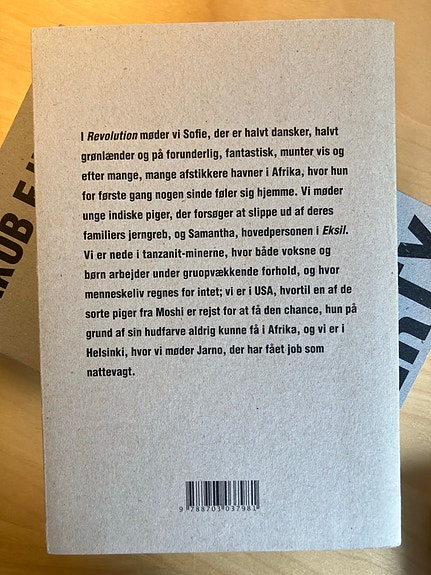 I Revolution møder vi Sofie, der er halvt dansker, halvt
grønlænder og på forunderlig, fantastisk, munter vis og
efter mange, mange afstikkere havner i Afrika, hvor hun
for første gang nogen sinde føler sig hjemme. Vi møder
unge indiske piger, der forsøger at slippe ud af deres
familiers jerngreb, og Samantha, hovedpersonen i Eksil.
Vi er nede i tanzanit-minerne, hvor både voksne og
børn arbejder under gruopvækkende forhold, og hvor
menneskeliv regnes for intet; vi er i USA, hvortil en af de
sorte piger fra Moshi er rejst for at få den chance, hun på
grund af sin hudfarve aldrig kunne få i Afrika, og vi er i
Helsinki, hvor vi møder Jarno, der har fået job som
nattevagt.
9 788703 037981